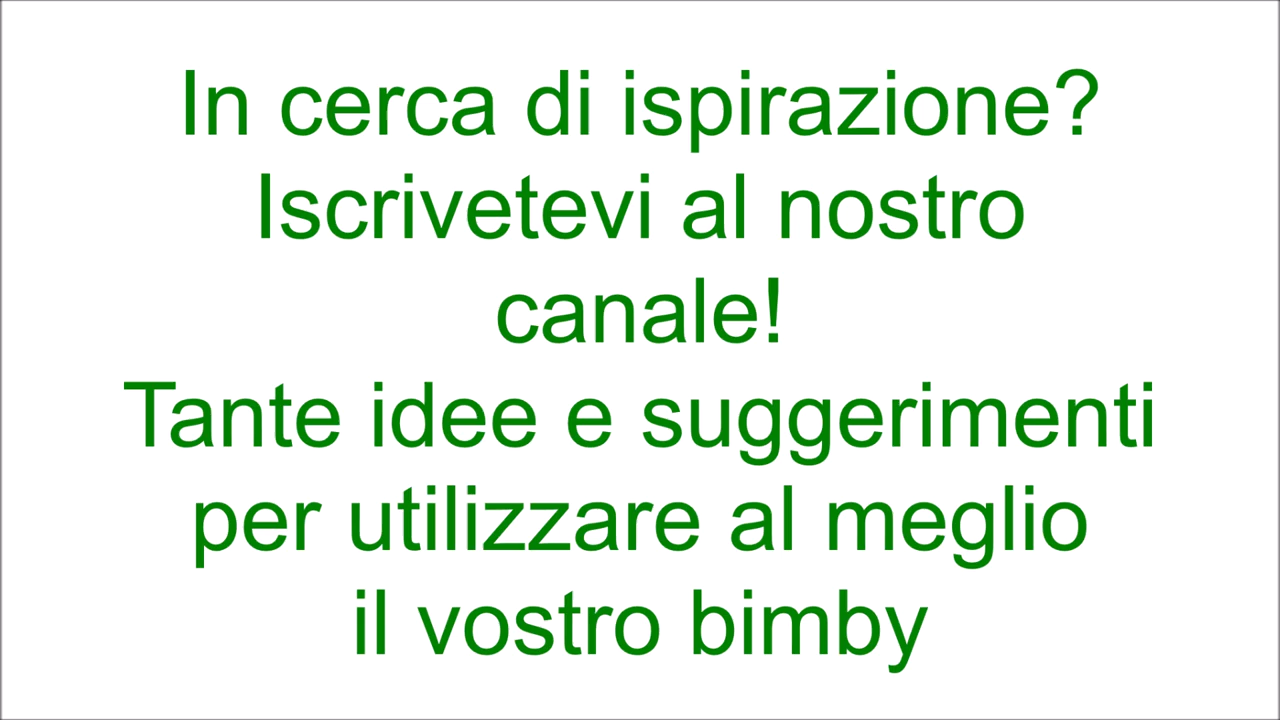 In cerca di ispirazione?
Iscrivetevi al nostro
canale!
Tante idee e suggerimenti
per utilizzare al meglio
il vostro bimby